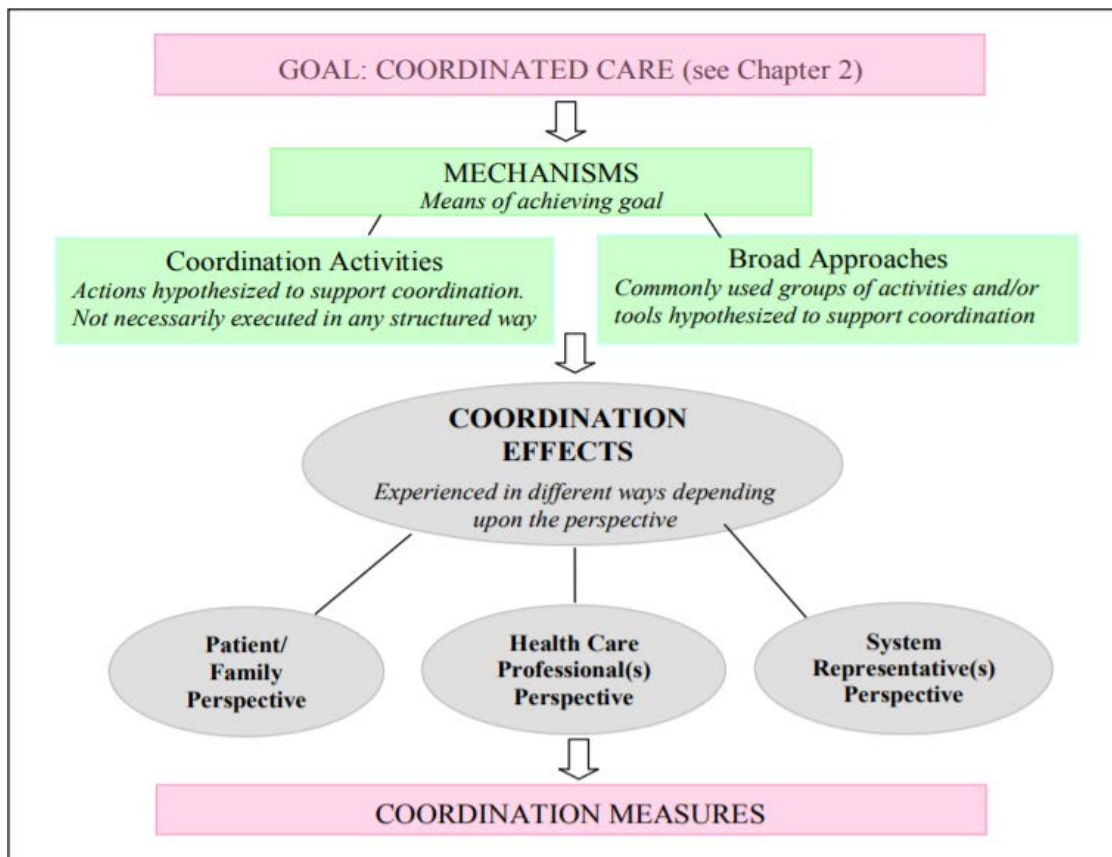 GOAL: COORDINATED CARE (see Chapter 2)
MECHANISMS
Means of achieving goal
Coordination Activities
Actions hypothesized to support coordination.
Not necessarily executed in any structured way
Broad Approaches
Commonly used groups of activities and/or
tools hypothesized to support coordination
COORDINATION
EFFECTS
Experienced in different ways depending
upon the perspective
Patient/
Family
Perspective
Health Care
Professional(s)
Perspective
System
Representative(s)
Perspective
COORDINATION MEASURES